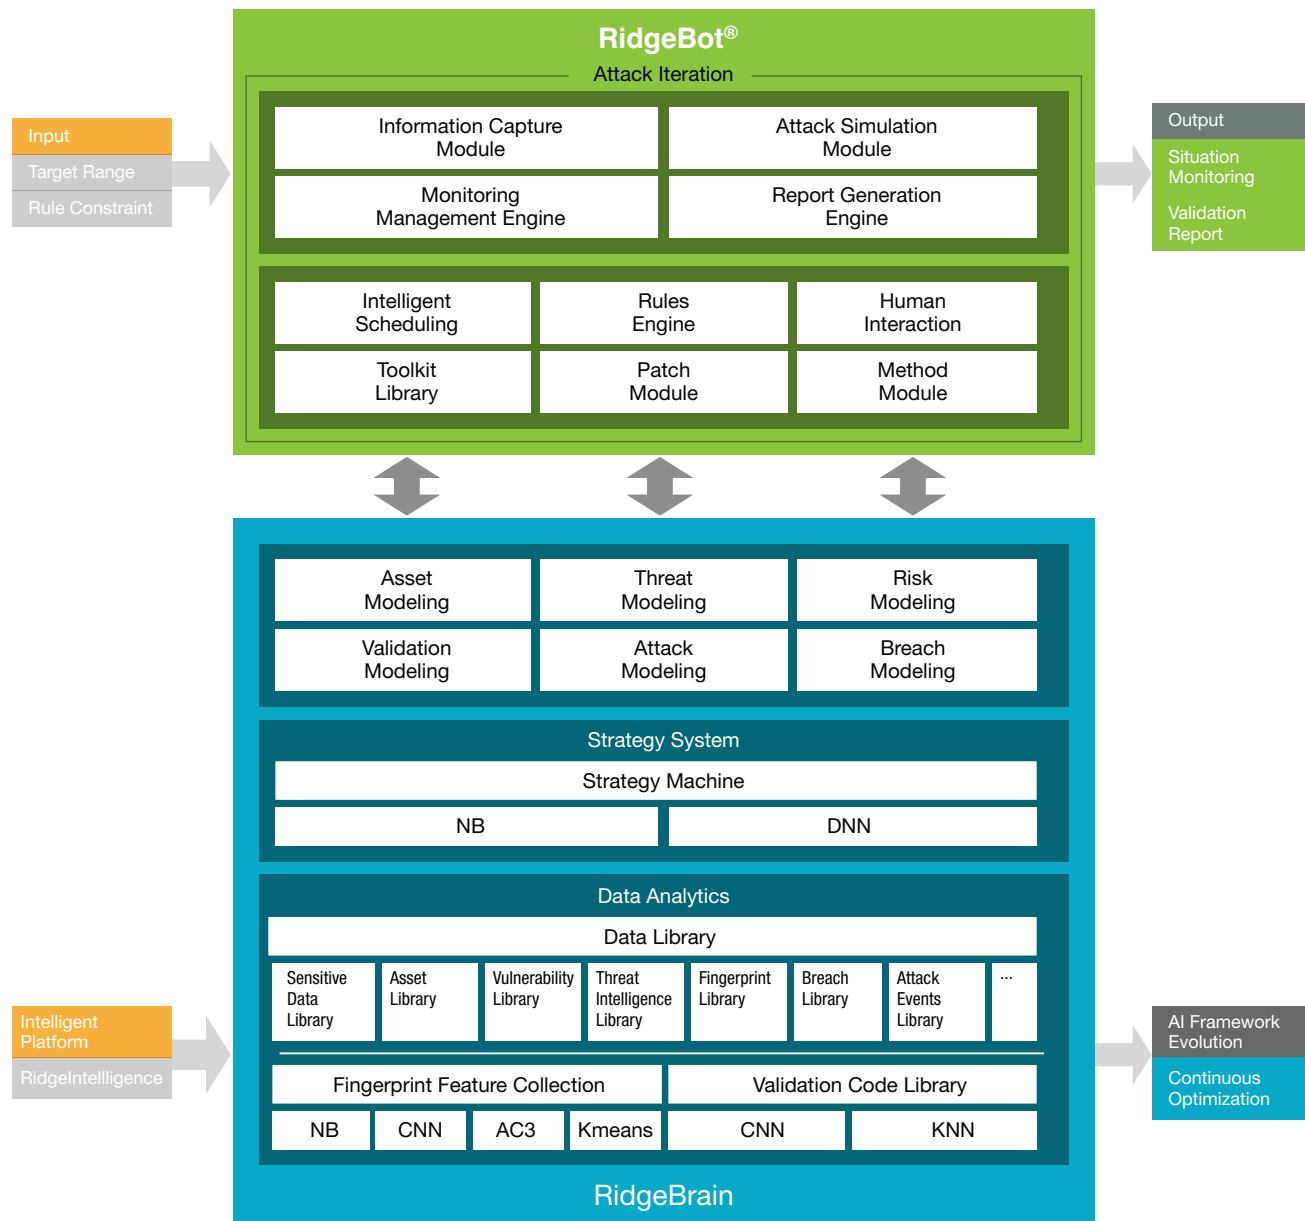 RidgeBot®
Attack Iteration
Input
Target Range
Rule Constraint
Information Capture
Module
Attack Simulation
Module
Monitoring
Management Engine
Report Generation
Engine
Output
Situation
Monitoring
Validation
Report
Intelligent
Scheduling
Rules
Engine
Human
Interaction
Toolkit
Library
Patch
Module
Method
Module
Asset
Modeling
Threat
Modeling
Risk
Modeling
Validation
Modeling
Attack
Modeling
Breach
Modeling
Strategy System
Strategy Machine
NB
DNN
Data Analytics
Data Library
Sensitive
Data
Library
Asset
Library
Vulnerability
Library
Threat
Intelligence
Library
Fingerprint
Library
Breach
Library
Attack
Events
Library
...
Intelligent
Platform
RidgeIntellligence
Fingerprint Feature Collection
Validation Code Library
NB
CNN
AC3
Kmeans
CNN
KNN
AI Framework
Evolution
Continuous
Optimization
RidgeBrain